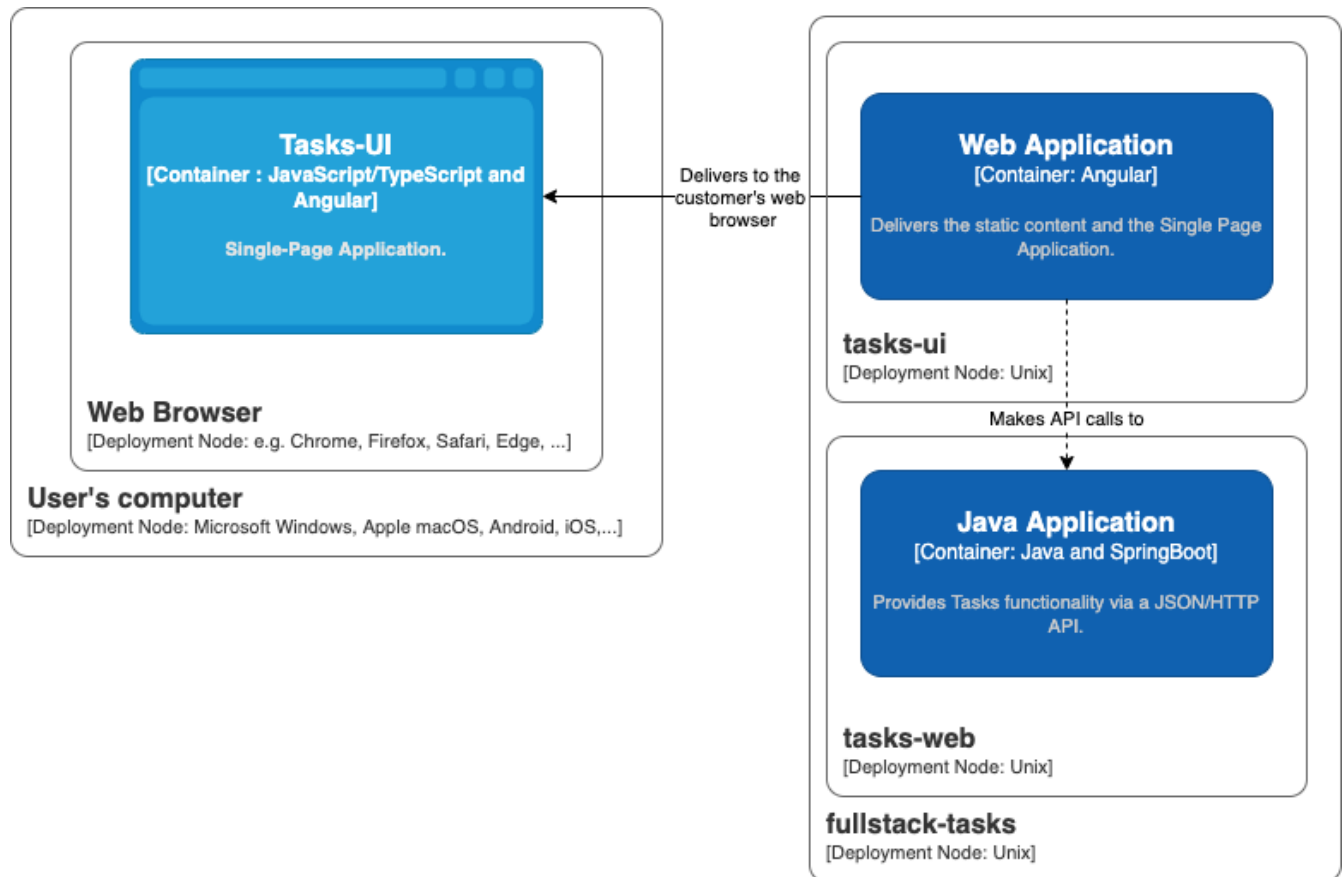 Tasks-UI
[Container : JavaScript/TypeScript and
Angular]
Single-Page Application.
Web Browser
[Deployment Node: e.g. Chrome, Firefox, Safari, Edge, ...]
User's computer
[Deployment Node: Microsoft Windows, Apple macOS, Android, iOS,...]
Delivers to the
customer's web
browser
Web Application
[Container: Angular]
Delivers the static content and the Single Page
Application.
tasks-ui
[Deployment Node: Unix]
Makes API calls to
Java Application
[Container: Java and SpringBoot]
Provides Tasks functionality via a JSON/HTTP
API.
tasks-web
[Deployment Node: Unix]
fullstack-tasks
[Deployment Node: Unix]